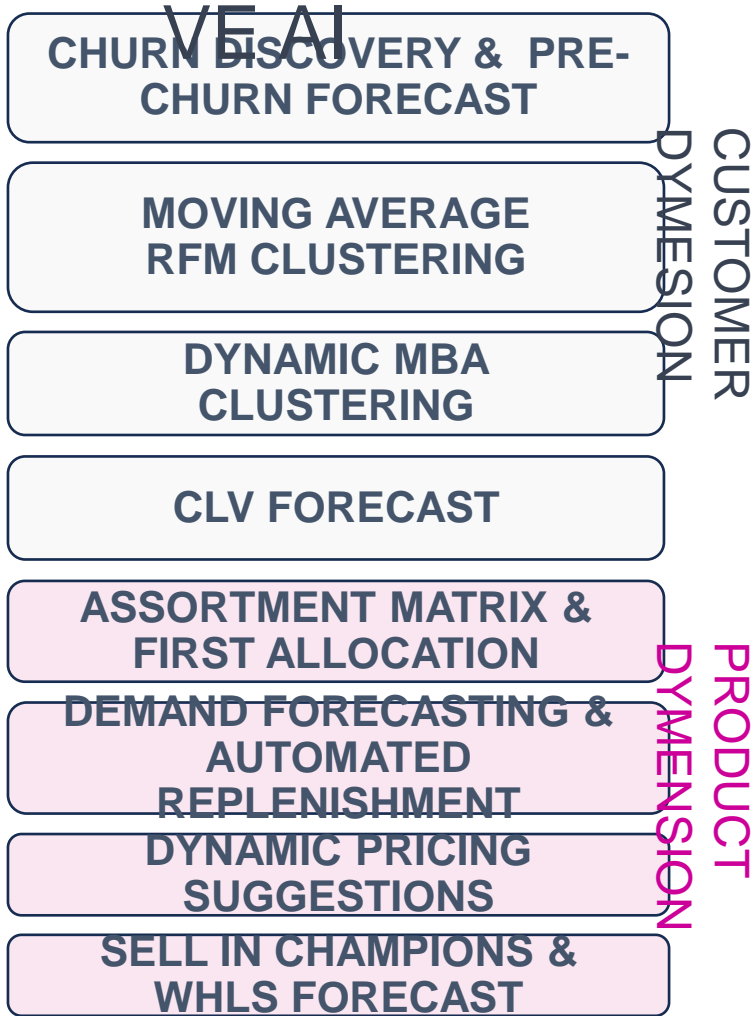 VE AI
CHURN DISCOVERY & PRE-
CHURN FORECAST
MOVING AVERAGE
RFM CLUSTERING
DYNAMIC MBA
CLUSTERING
CLV FORECAST
CUSTOMER
DYMESION
ASSORTMENT MATRIX &
FIRST ALLOCATION
DEMAND FORECASTING &
AUTOMATED
REPLENISHMENT
DYNAMIC PRICING
SUGGESTIONS
SELL IN CHAMPIONS &
WHLS FORECAST
PRODUCT
DYMENSION